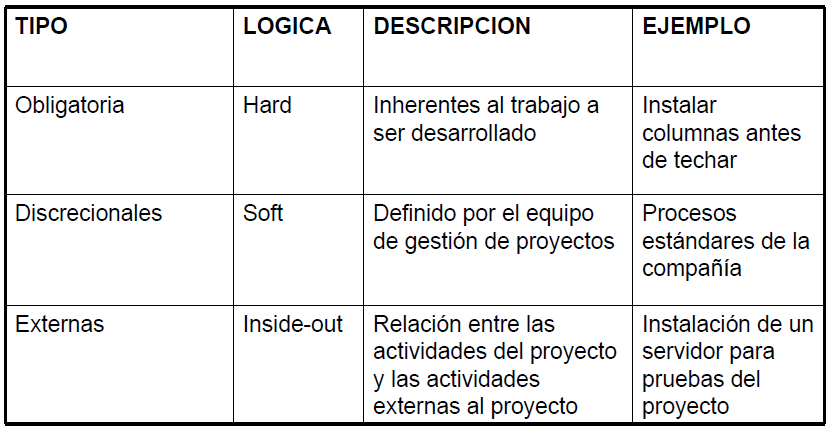 TIPO LOGICA DESCRIPCION EJEMPLO
Obligatoria Hard Inherentes al trabajo a Instalar
ser desarrollado columnas antes
de techar
Discrecionales Soft Definido por el equipo Procesos
de gestión de proyectos estándares de la
compañía
Externas Inside-out Relación entre las Instalación de un
actividades del proyecto servidor para
y las actividades pruebas del
externas al proyecto proyecto